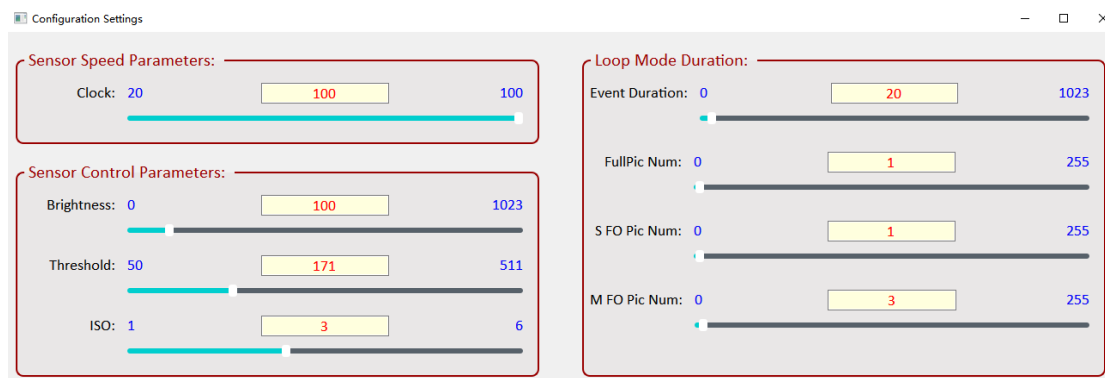 Configuration Settings
Sensor Speed Parameters:
Clock: 20 100 100
Sensor Control Parameters:
Brightness: 0 100 1023
Threshold: 50 171 511
ISO: 1 3 6
Loop Mode Duration:
Event Duration: 0 20 1023
FullPic Num: 0 1 255
S FO Pic Num: 0 1 255
M FO Pic Num: 0 3 255